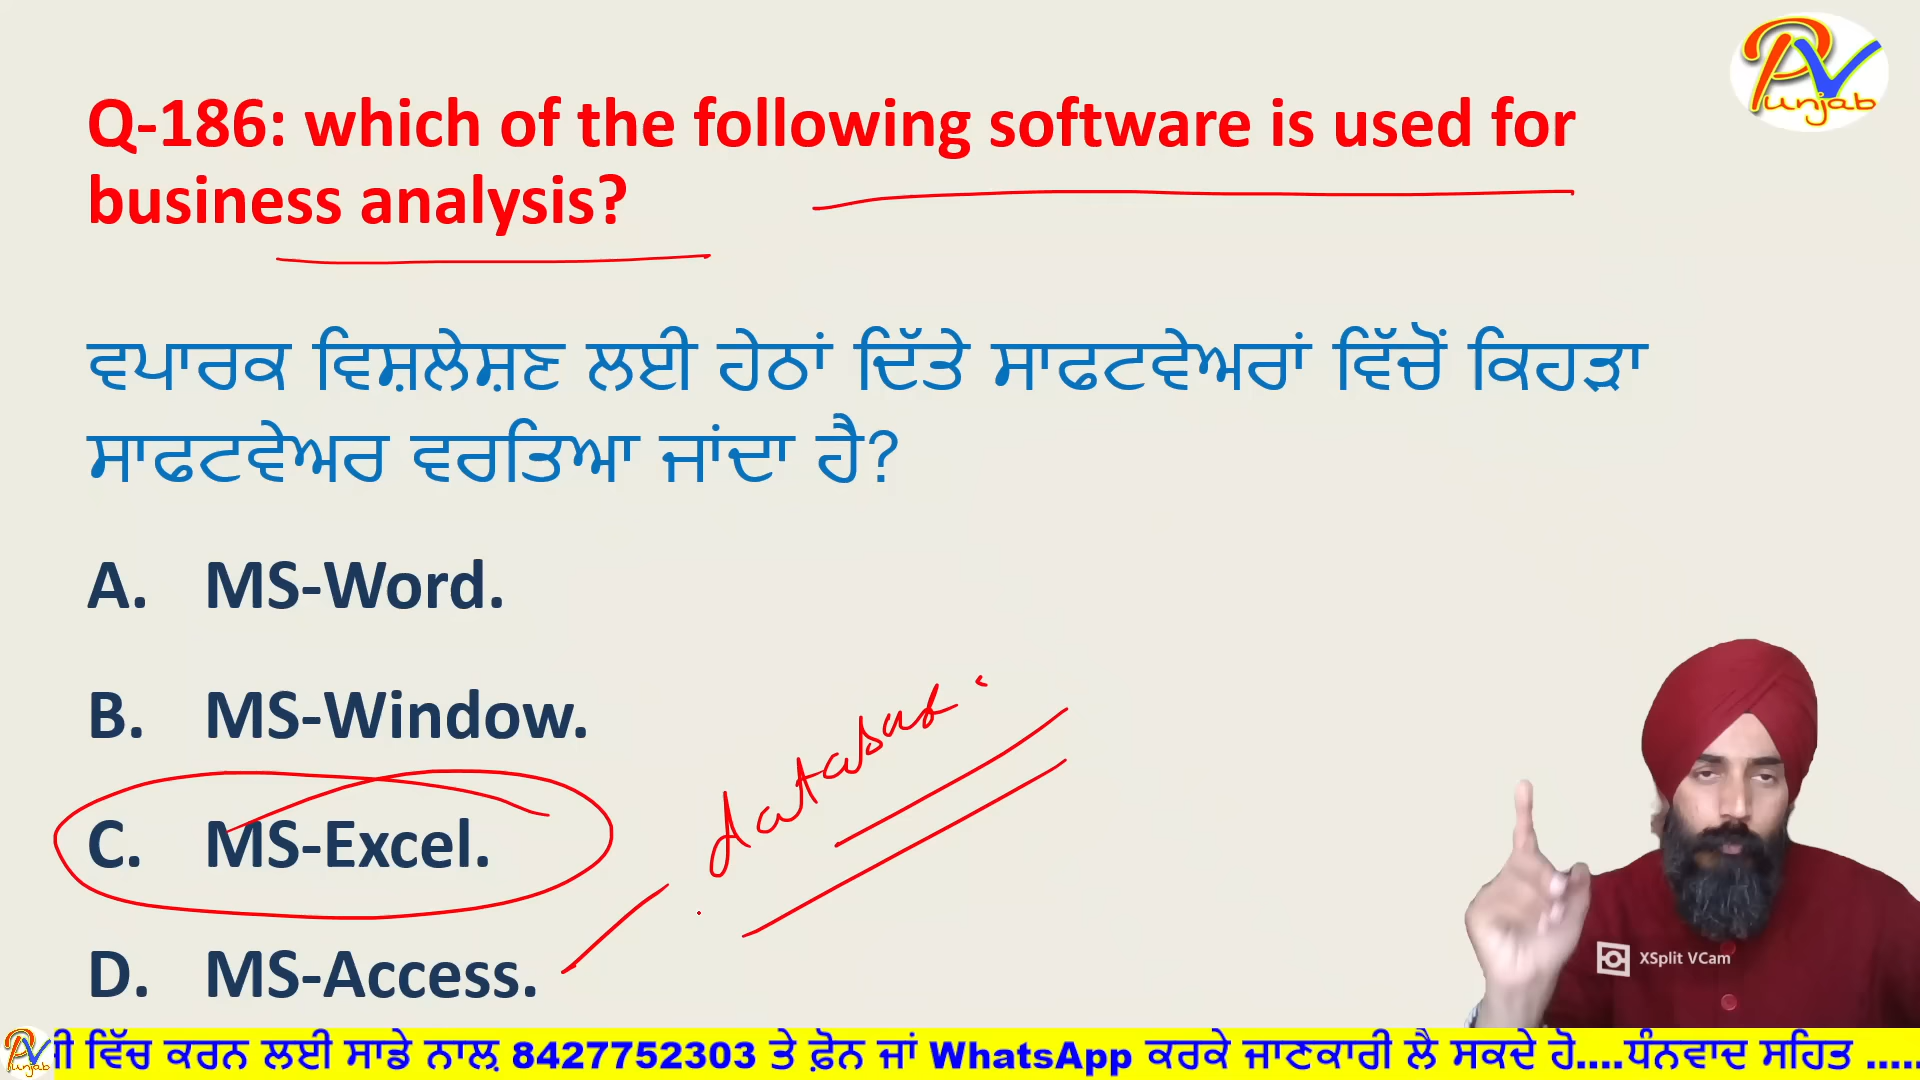 Q-186: which of the following software is used for
business analysis?
ਵਪਾਰਕ ਵਿਸ਼ਲੇਸ਼ਣ ਲਈ ਹੇਠਾਂ ਦਿੱਤੇ ਸਾਫਟਵੇਅਰਾਂ ਵਿੱਚੋਂ ਕਿਹੜਾ
ਸਾਫਟਵੇਅਰ ਵਰਤਿਆ ਜਾਂਦਾ ਹੈ?
A. MS-Word.
B. MS-Window.
C. MS-Excel.
D. MS-Access.
database
PV
unjab
XSplit VCam
ਵਿੱਚ ਕਰਨ ਲਈ ਸਾਡੇ ਨਾਲ਼ 8427752303 ਤੇ ਫ਼ੋਨ ਜਾਂ WhatsApp ਕਰਕੇ ਜਾਣਕਾਰੀ ਲੈ ਸਕਦੇ ਹੋ....ਧੰਨਵਾਦ ਸਹਿਤ .....